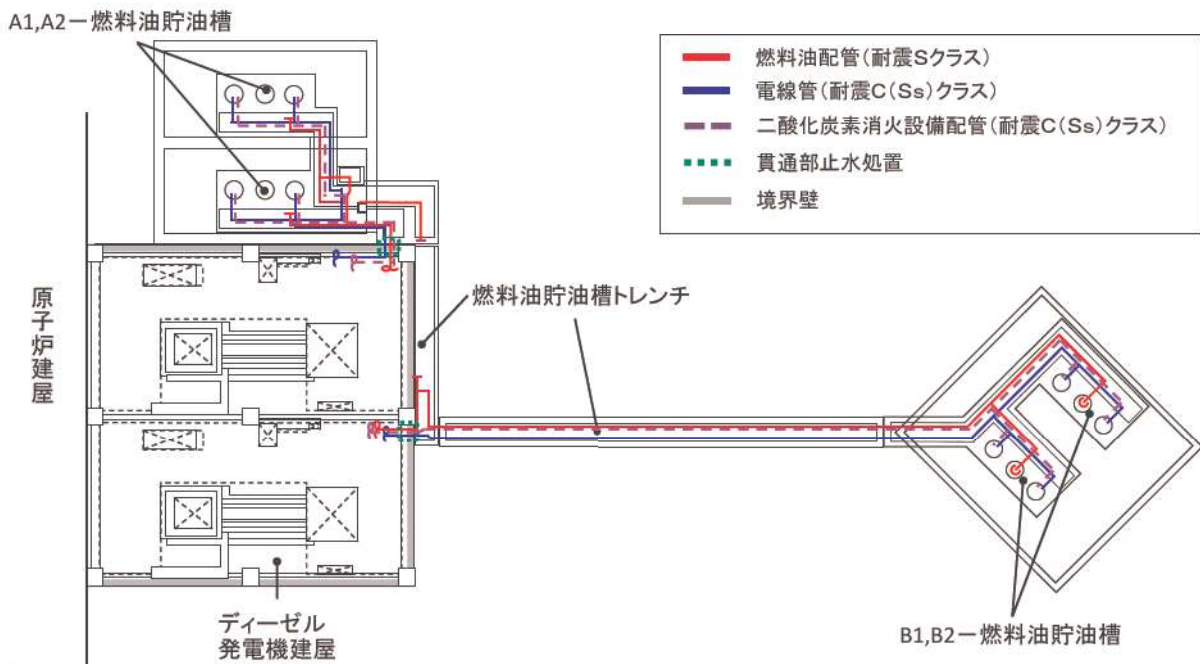 A1,A2ー燃料油貯油槽
燃料油配管(耐震Sクラス)
電線管(耐震C(Ss)クラス)
二酸化炭素消火設備配管(耐震C(Ss)クラス)
貫通部止水処置
境界壁
原子炉建屋
燃料油貯油槽トレンチ
ディーゼル
発電機建屋
B1,B2ー燃料油貯油槽